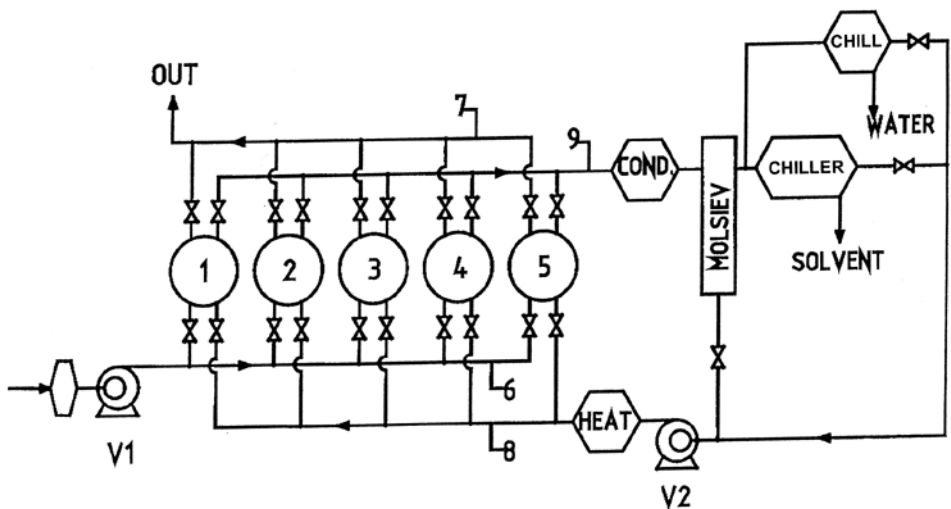 CHILL
OUT
7
WATER
9
COND.
CHILLER
MOLSIEV
1
2
3
4
5
SOLVENT
6
HEAT
8
V1
V2